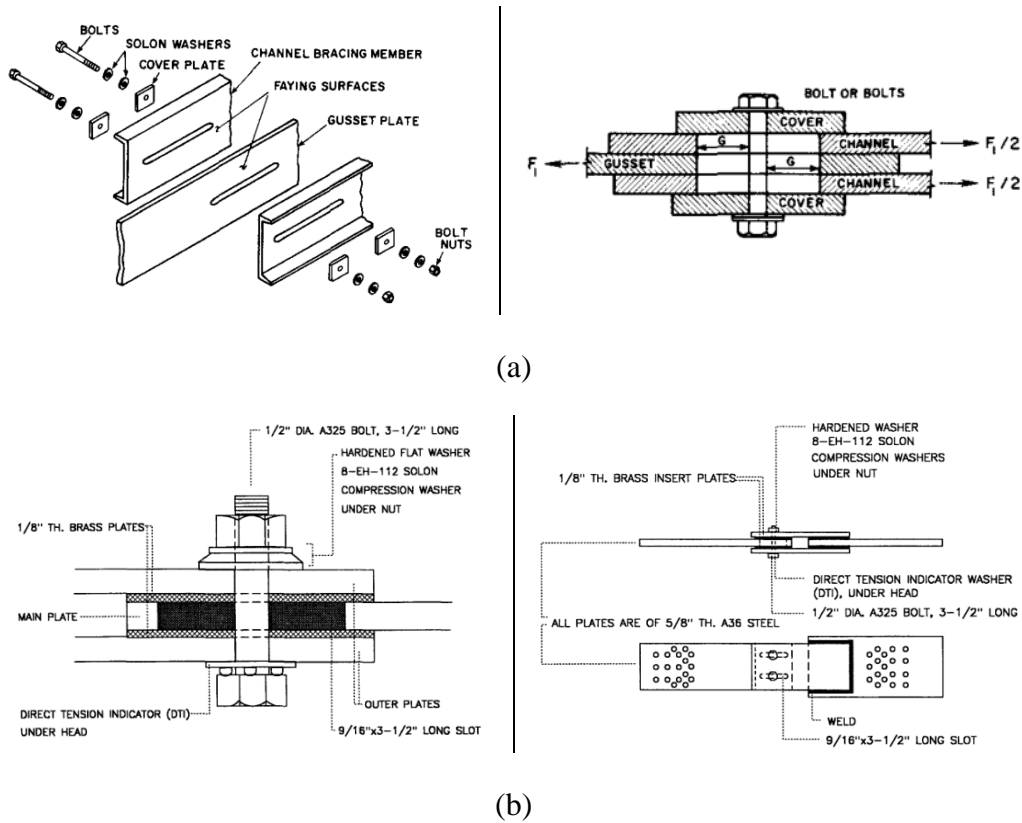 BOLTS
SOLON WASHERS
COVER PLATE
CHANNEL BRACING MEMBER
FAYING SURFACES
GUSSET PLATE
BOLT
NUTS
BOLT OR BOLTS
COVER
G
CHANNEL
F₁/2
F₁
GUSSET
G
CHANNEL
F₁/2
COVER
(a)
1/2" DIA. A325 BOLT, 3-1/2" LONG
HARDENED FLAT WASHER
8-EH-112 SOLON
COMPRESSION WASHER
UNDER NUT
1/8" TH. BRASS PLATES
MAIN PLATE
DIRECT TENSION INDICATOR (DTI)
UNDER HEAD
OUTER PLATES
9/16"x3-1/2" LONG SLOT
HARDENED WASHER
8-EH-112 SOLON
COMPRESSION WASHERS
UNDER NUT
1/8" TH. BRASS INSERT PLATES
DIRECT TENSION INDICATOR WASHER
(DTI), UNDER HEAD
1/2" DIA. A325 BOLT, 3-1/2" LONG
ALL PLATES ARE OF 5/8" TH. A36 STEEL
WELD
9/16"x3-1/2" LONG SLOT
(b)